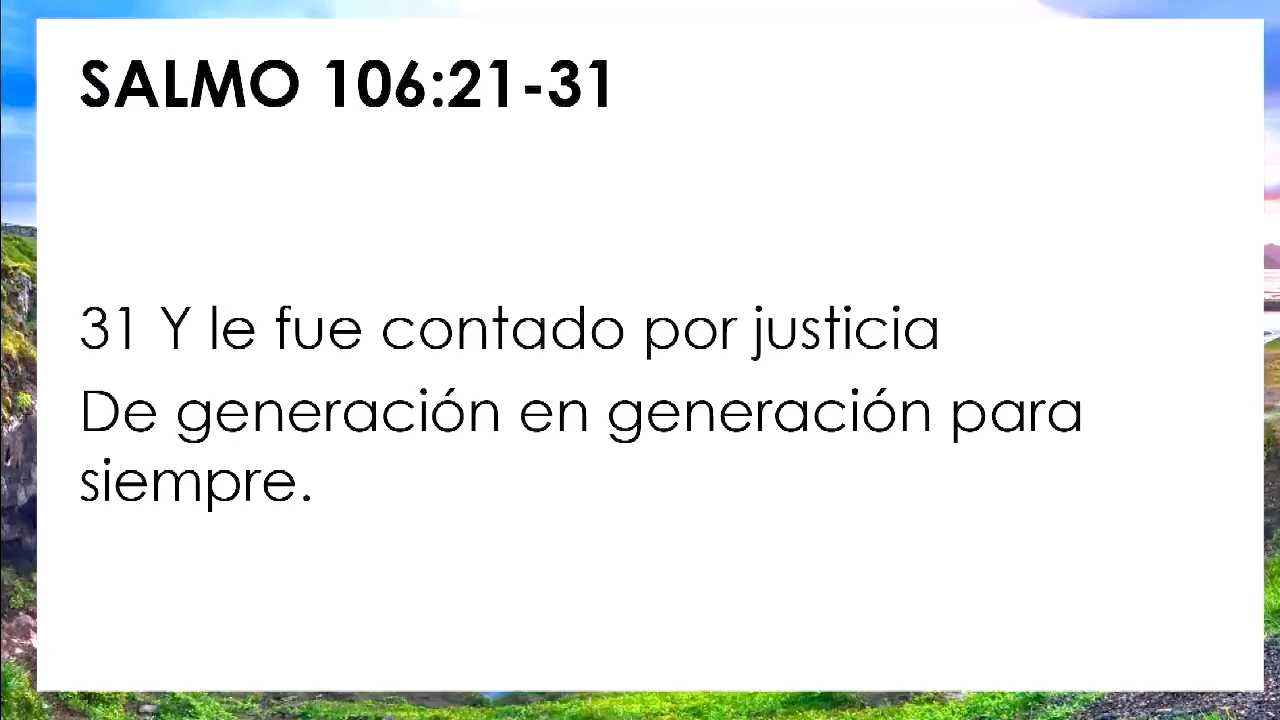 SALMO 106:21-31
31 Y le fue contado por justicia
De generación en generación para
siempre.